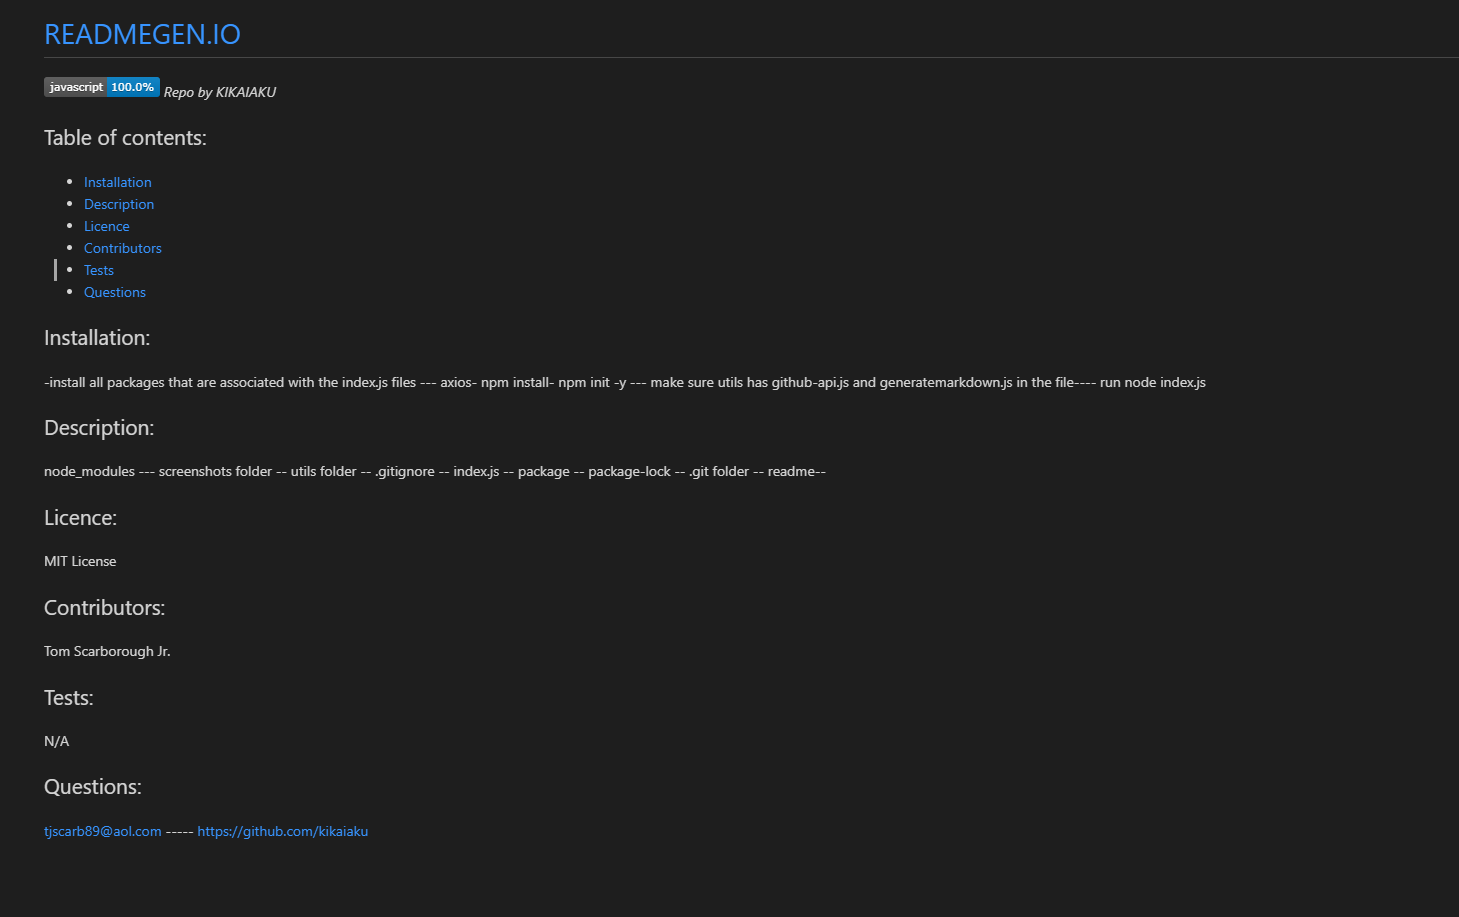 READMEGEN.IO
javascript 100.0% Repo by KIKAIAKU
Table of contents:
Installation
Description
Licence
Contributors
Tests
Questions
Installation:
-install all packages that are associated with the index.js files --- axios- npm install- npm init -y --- make sure utils has github-api.js and generatemarkdown.js in the file---- run node index.js
Description:
node_modules --- screenshots folder -- utils folder -- .gitignore -- index.js -- package -- package-lock -- .git folder -- readme--
Licence:
MIT License
Contributors:
Tom Scarborough Jr.
Tests:
N/A
Questions:
tjscarb89@aol.com ----- https://github.com/kikaiaku